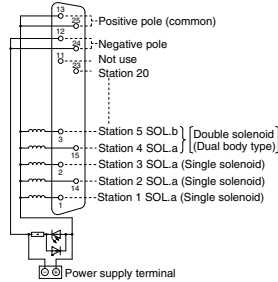 13
25
Positive pole (common)
12
24
Negative pole
11
Not use
23
Station 20
Station 5 SOL.b
3
Double solenoid
(Dual body type)
Station 4 SOL.a
15
Station 3 SOL.a (Single solenoid)
2
Station 2 SOL.a (Single solenoid)
14
Station 1 SOL.a (Single solenoid)
1
Power supply terminal